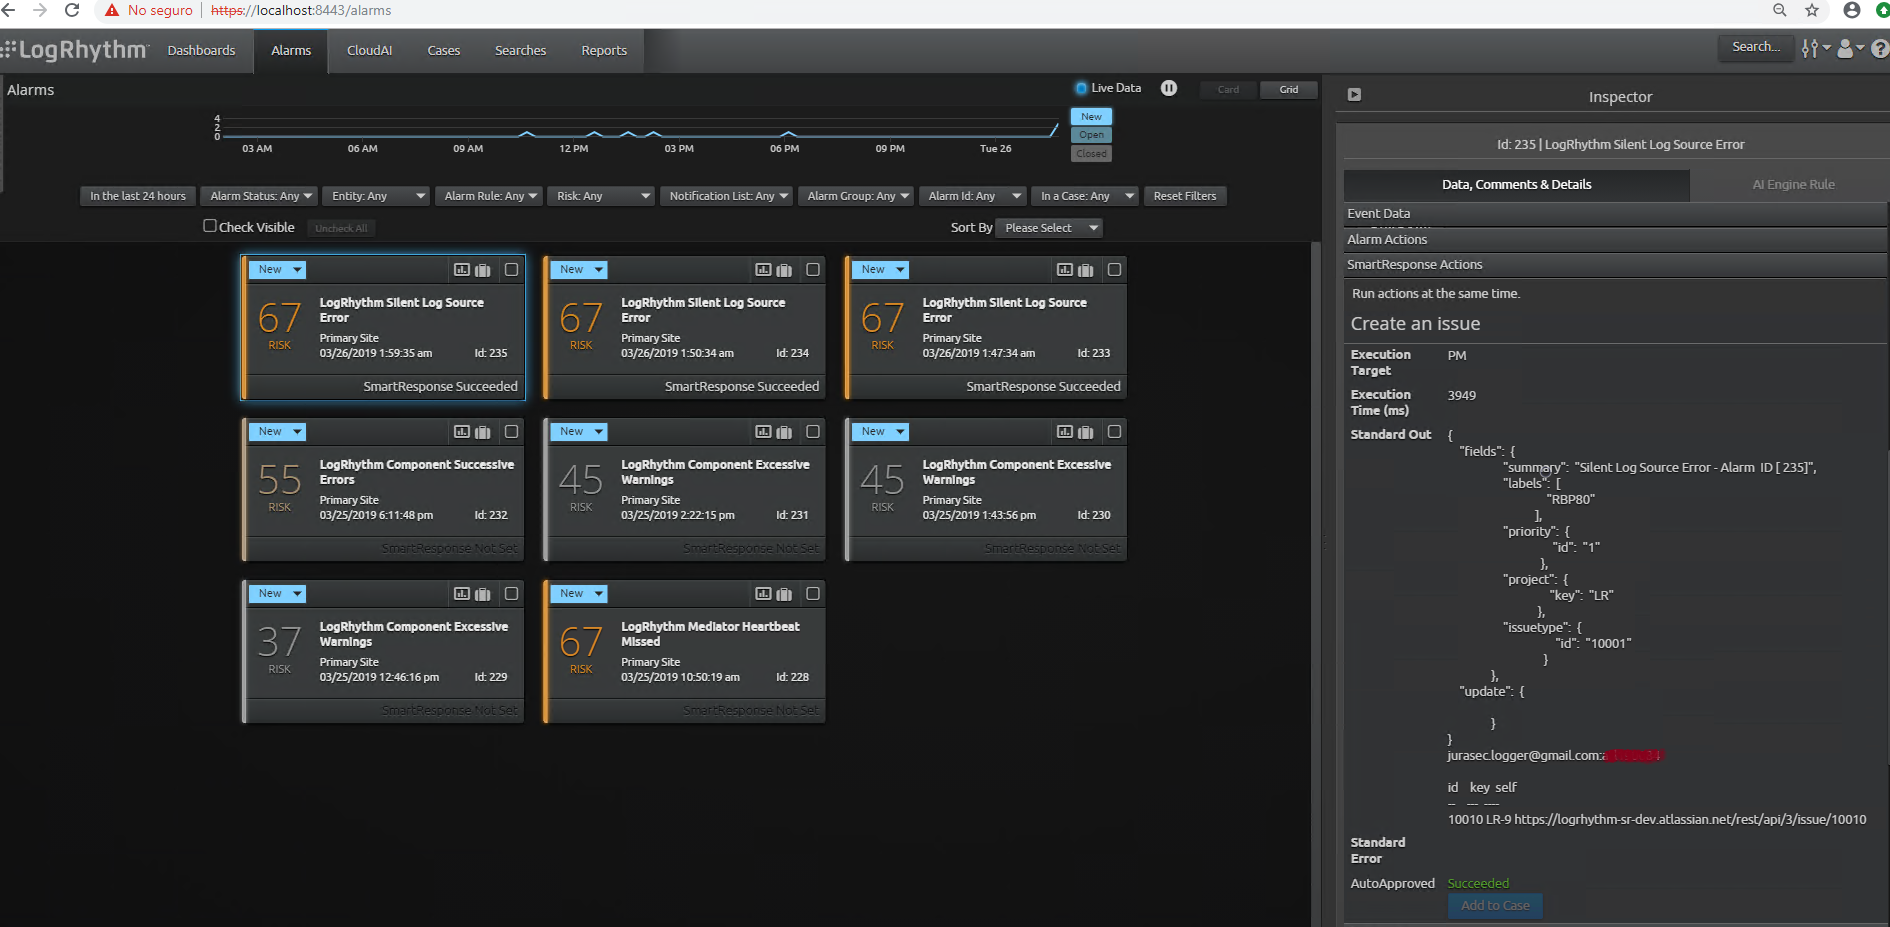 No seguro
https://localhost:8443/alarms
LogRhythm
Dashboards
Alarms
CloudAI
Cases
Searches
Reports
Search...
Alarms
Live Data
Card
Grid
4
2
0
03 AM
06 AM
09 AM
12 PM
03 PM
06 PM
09 PM
Tue 26
New
Open
Closed
In the last 24 hours
Alarm Status: Any
Entity: Any
Alarm Rule: Any
Risk: Any
Notification List: Any
Alarm Group: Any
Alarm Id: Any
In a Case: Any
Reset Filters
Check Visible
Uncheck All
Sort By
Please Select
New
67
RISK
LogRhythm Silent Log Source
Error
Primary Site
03/26/2019 1:59:35 am
Id: 235
SmartResponse Succeeded
New
67
RISK
LogRhythm Silent Log Source
Error
Primary Site
03/26/2019 1:50:34 am
Id: 234
SmartResponse Succeeded
New
67
RISK
LogRhythm Silent Log Source
Error
Primary Site
03/26/2019 1:47:34 am
Id: 233
SmartResponse Succeeded
New
55
RISK
LogRhythm Component Successive
Errors
Primary Site
03/25/2019 6:11:48 pm
Id: 232
SmartResponse Not Set
New
45
RISK
LogRhythm Component Excessive
Warnings
Primary Site
03/25/2019 2:22:15 pm
Id: 231
SmartResponse Not Set
New
45
RISK
LogRhythm Component Excessive
Warnings
Primary Site
03/25/2019 1:43:56 pm
Id: 230
SmartResponse Not Set
New
37
RISK
LogRhythm Component Excessive
Warnings
Primary Site
03/25/2019 12:46:16 pm
Id: 229
SmartResponse Not Set
New
67
RISK
LogRhythm Mediator Heartbeat
Missed
Primary Site
03/25/2019 10:50:19 am
Id: 228
SmartResponse Not Set
Inspector
Id: 235 | LogRhythm Silent Log Source Error
Data, Comments & Details
AI Engine Rule
Event Data
Alarm Actions
SmartResponse Actions
Run actions at the same time.
Create an issue
Execution
Target
PM
Execution
Time (ms)
3949
Standard Out
{
"fields": {
"summary": "Silent Log Source Error - Alarm ID [ 235]",
"labels": [
"RBP80"
],
"priority": {
"id": "1"
},
"project": {
"key": "LR"
},
"issuetype": {
"id": "10001"
}
},
"update": {
}
}
jurasec.logger@gmail.com:
id key self
-- --- ----
10010 LR-9 https://logrhythm-sr-dev.atlassian.net/rest/api/3/issue/10010
Standard
Error
AutoApproved
Succeeded
Add to Case